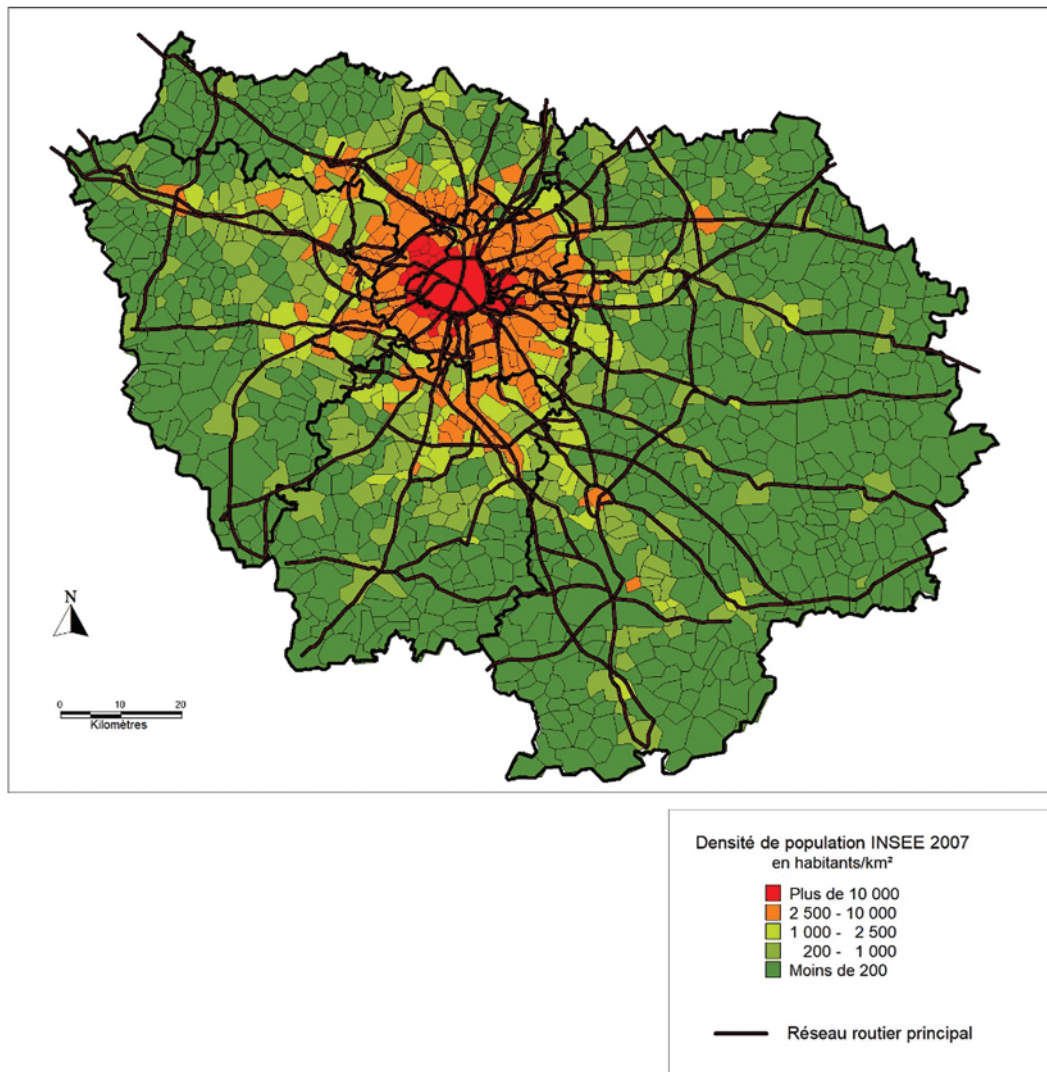 N
0 10 20
Kilomètres
Densité de population INSEE 2007
en habitants/km²
Plus de 10 000
2 500 - 10 000
1 000 - 2 500
200 - 1 000
Moins de 200
Réseau routier principal